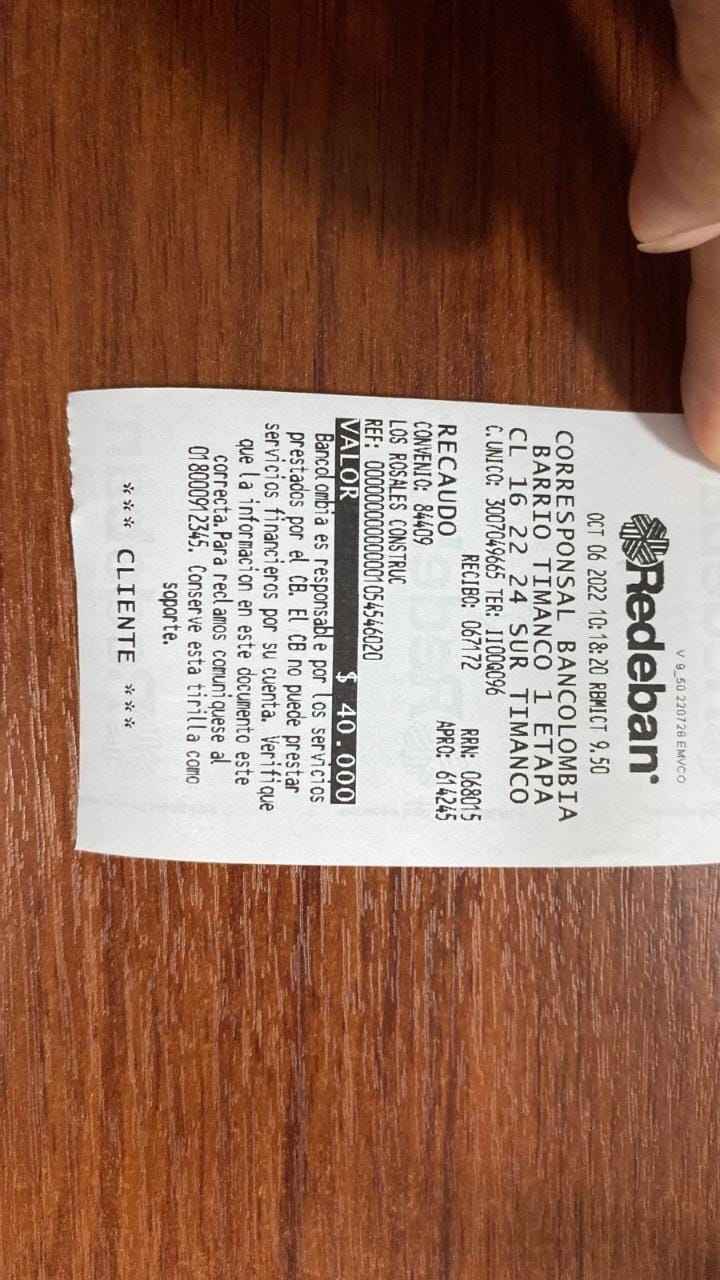 V 9_50 220728 EMVCO
Redeban
OCT 06 2022 10:18:20 RBMICT 9.50
CORRESPONSAL BANCOLOMBIA
BARRIO TIMANCO 1 ETAPA
CL 16 22 24 SUR TIMANCO
C.UNICO: 3007049665 TER: II00Q096
RECIBO: 067172 RRN: 068015
RECAUDO APRO: 614245
CONVENIO: 84409
LOS ROSALES CONSTRUC
REF: 0000000000001054546020
VALOR $ 40.000
Bancolombia es responsable por los servicios
prestados por el CB. El CB no puede prestar
servicios financieros por su cuenta. Verifique
que la informacion en este documento este
correcta.Para reclamos comuniquese al
018000912345. Conserve esta tirilla como
soporte.
*** CLIENTE ***